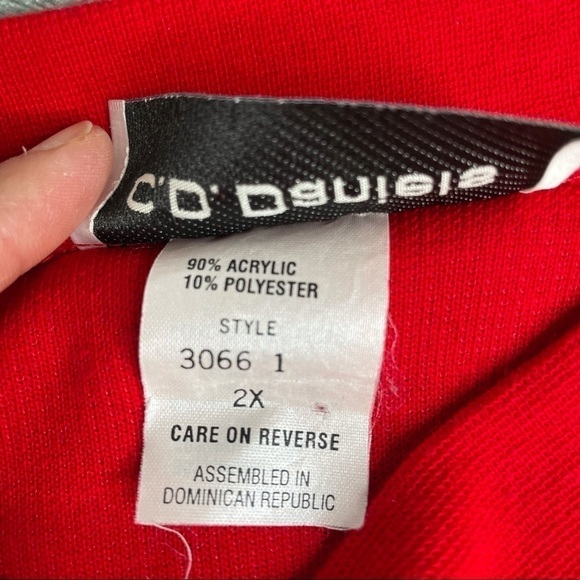 C.D. Daniels
90% ACRYLIC
10% POLYESTER
STYLE
3066 1
2X
CARE ON REVERSE
ASSEMBLED IN
DOMINICAN REPUBLIC